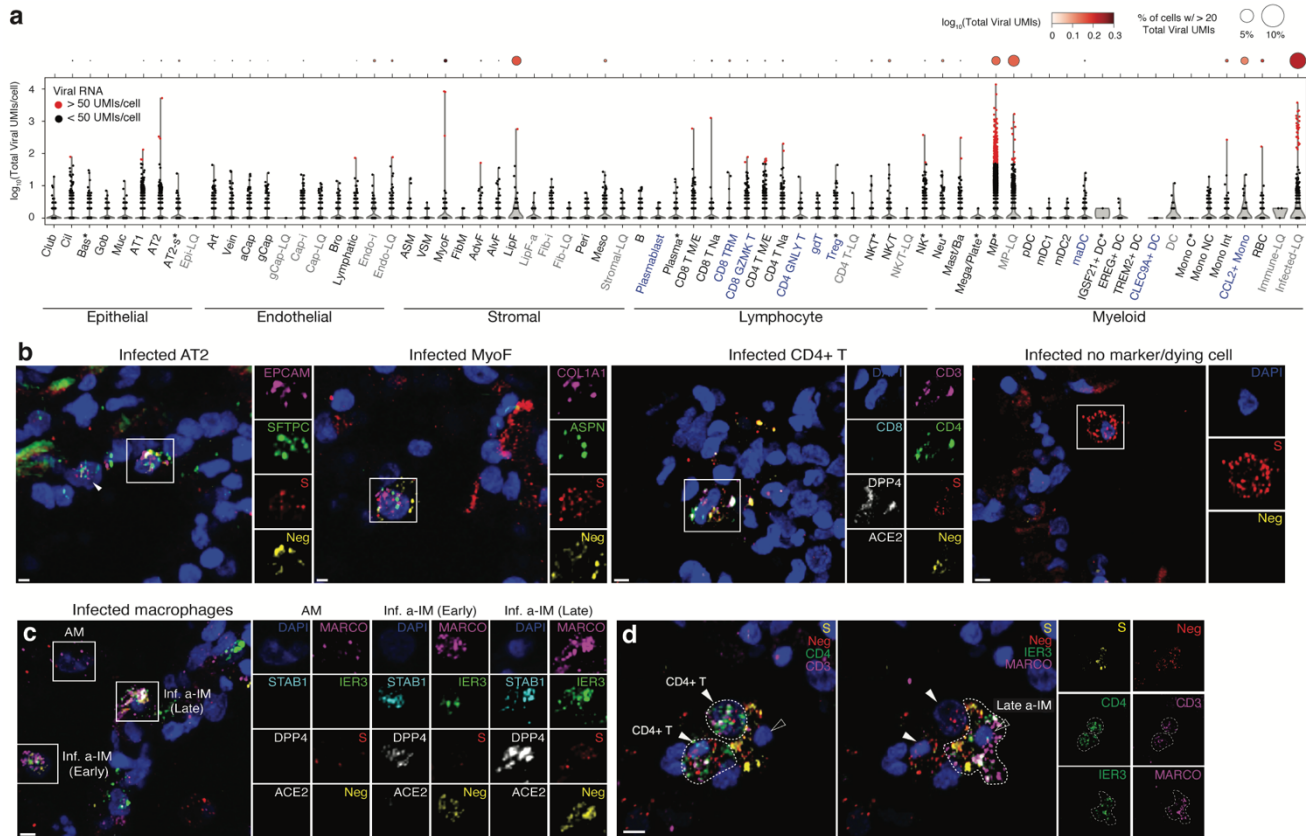 a
log10(Total Viral UMIs)
0 0.1 0.2 0.3
% of cells w/ > 20
Total Viral UMIs
5% 10%
Viral RNA
> 50 UMIs/cell
< 50 UMIs/cell
log10(Total Viral UMIs/cell)
4
3
2
1
0
Club
Cil
Bas*
Gob
Muc
AT1
AT2
AT2-s*
Epi-LQ
Art
Vein
aCap
gCap
gCap-LQ
Cap-i
Cap-LQ
Bro
Lymphatic
Endo-i
Endo-LQ
ASM
VSM
MyoF
FibM
AdvF
AlvF
LipF
LipF-a
Fib-i
Fib-LQ
Peri
Meso
Stromal-LQ
B
Plasmablast
Plasma*
CD8 T M/E
CD8 T Na
CD8 TRM
CD8 GZMK T
CD4 T M/E
CD4 T Na
CD4 GNLY T
gdT
Treg*
CD4 T-LQ
NKT*
NK/T
NK/T-LQ
NK*
Neu*
Mast/Ba
Mega/Plate*
MP*
MP-LQ
pDC
mDC1
mDC2
maDC
IGSF21+ DC*
EREG+ DC
TREM2+ DC
CLEC9A+ DC
DC
Mono C*
Mono NC
Mono Int
CCL2+ Mono
RBC
Immune-LQ
Infected-LQ
Epithelial
Endothelial
Stromal
Lymphocyte
Myeloid
b
Infected AT2
EPCAM
SFTPC
S
Neg
Infected MyoF
COL1A1
ASPN
S
Neg
Infected CD4+ T
DAPI CD3
CD8 CD4
DPP4 S
ACE2 Neg
Infected no marker/dying cell
DAPI
S
Neg
c
Infected macrophages
AM
Inf. a-IM
(Late)
Inf. a-IM
(Early)
AM Inf. a-IM (Early) Inf. a-IM (Late)
DAPI MARCO DAPI MARCO DAPI MARCO
STAB1 IER3 STAB1 IER3 STAB1 IER3
DPP4 S DPP4 S DPP4 S
ACE2 Neg ACE2 Neg ACE2 Neg
d
S
Neg
CD4
CD3
CD4+ T
CD4+ T
S
Neg
IER3
MARCO
Late a-IM
S Neg
CD4 CD3
IER3 MARCO